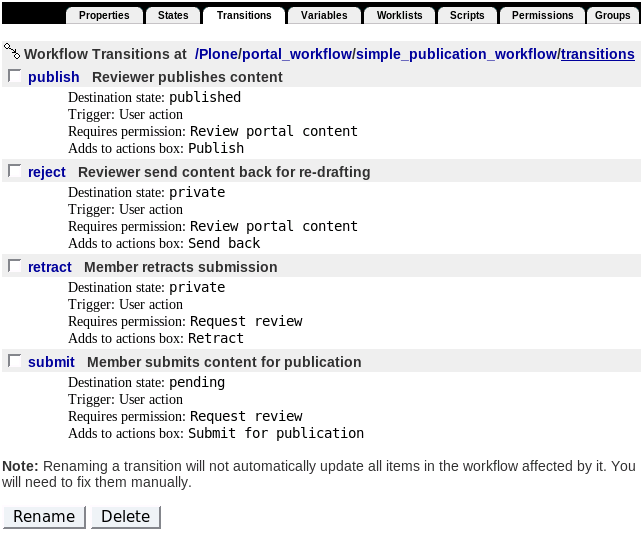 Properties States Transitions Variables Worklists Scripts Permissions Groups
Workflow Transitions at /Plone/portal_workflow/simple_publication_workflow/transitions
publish Reviewer publishes content
Destination state: published
Trigger: User action
Requires permission: Review portal content
Adds to actions box: Publish
reject Reviewer send content back for re-drafting
Destination state: private
Trigger: User action
Requires permission: Review portal content
Adds to actions box: Send back
retract Member retracts submission
Destination state: private
Trigger: User action
Requires permission: Request review
Adds to actions box: Retract
submit Member submits content for publication
Destination state: pending
Trigger: User action
Requires permission: Request review
Adds to actions box: Submit for publication
Note: Renaming a transition will not automatically update all items in the workflow affected by it. You
will need to fix them manually.
Rename Delete